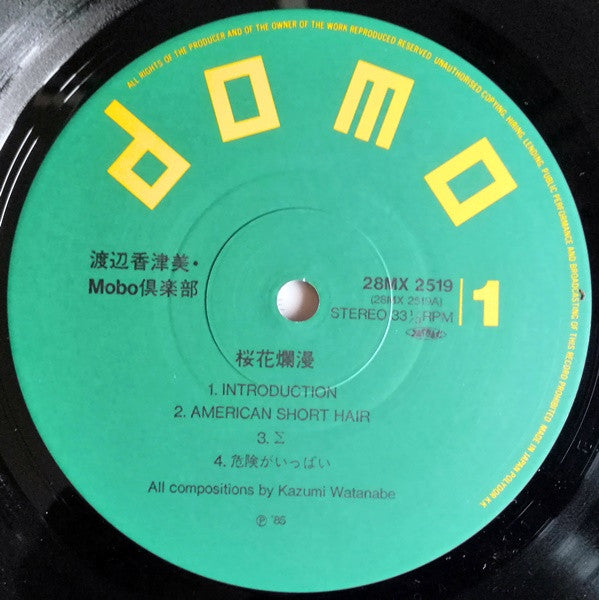 ALL RIGHTS OF THE PRODUCER AND OF THE OWNER OF THE WORK REPRODUCED RESERVED. UNAUTHORISED COPYING, HIRING, LENDING, PUBLIC PERFORMANCE AND BROADCASTING OF THIS RECORD PROHIBITED. MADE IN JAPAN POLYDOR K.K.
domo
渡辺香津美・
Mobo倶楽部
28MX 2519
(28MX 2519A)
STEREO 33⅓RPM
1
桜花爛漫
1. INTRODUCTION
2. AMERICAN SHORT HAIR
3. Σ
4. 危険がいっぱい
All compositions by Kazumi Watanabe
℗ '85